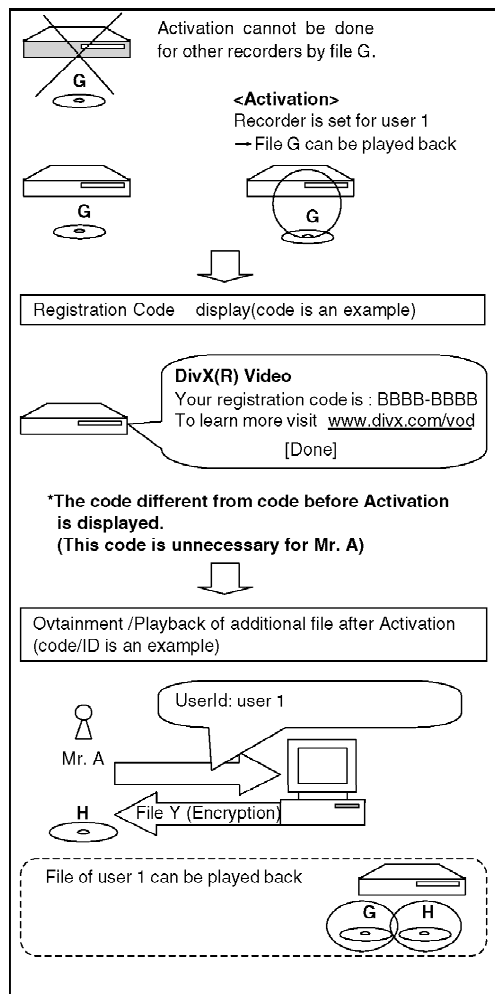 Activation cannot be done
for other recorders by file G.
G
<Activation>
Recorder is set for user 1
→ File G can be played back
G
G
Registration Code display(code is an example)
DivX(R) Video
Your registration code is : BBBB-BBBB
To learn more visit www.divx.com/vod
[Done]
*The code different from code before Activation
is displayed.
(This code is unnecessary for Mr. A)
Ovtainment /Playback of additional file after Activation
(code/ID is an example)
UserId: user 1
Mr. A
H
File Y (Encryption)
File of user 1 can be played back
G
H